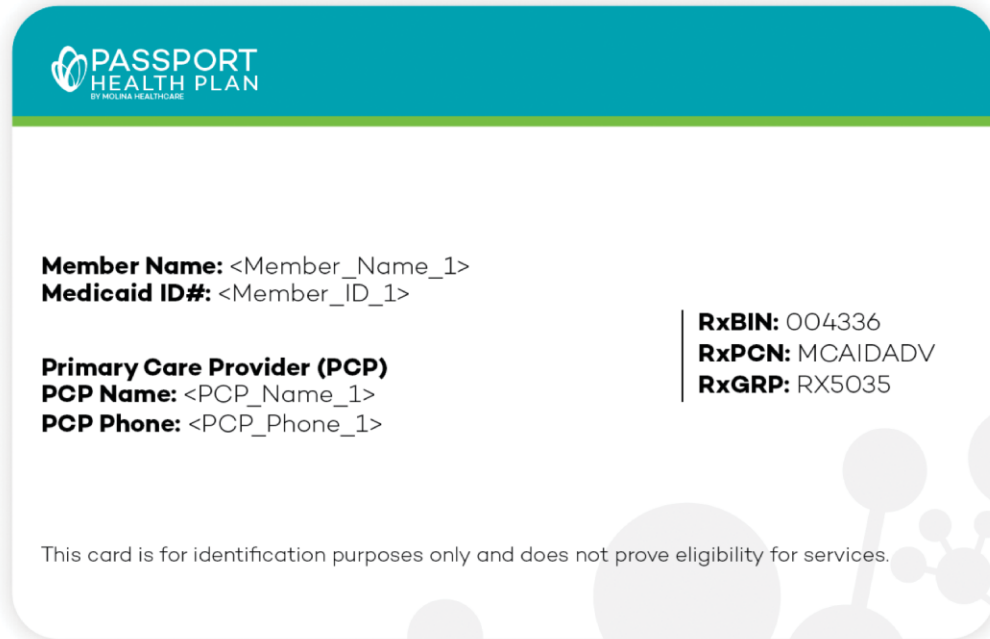 PASSPORT
HEALTH PLAN
BY MOLINA HEALTHCARE
Member Name: <Member_Name_1>
Medicaid ID#: <Member_ID_1>
Primary Care Provider (PCP)
PCP Name: <PCP_Name_1>
PCP Phone: <PCP_Phone_1>
RxBIN: 004336
RxPCN: MCAIDADV
RxGRP: RX5035
This card is for identification purposes only and does not prove eligibility for services.